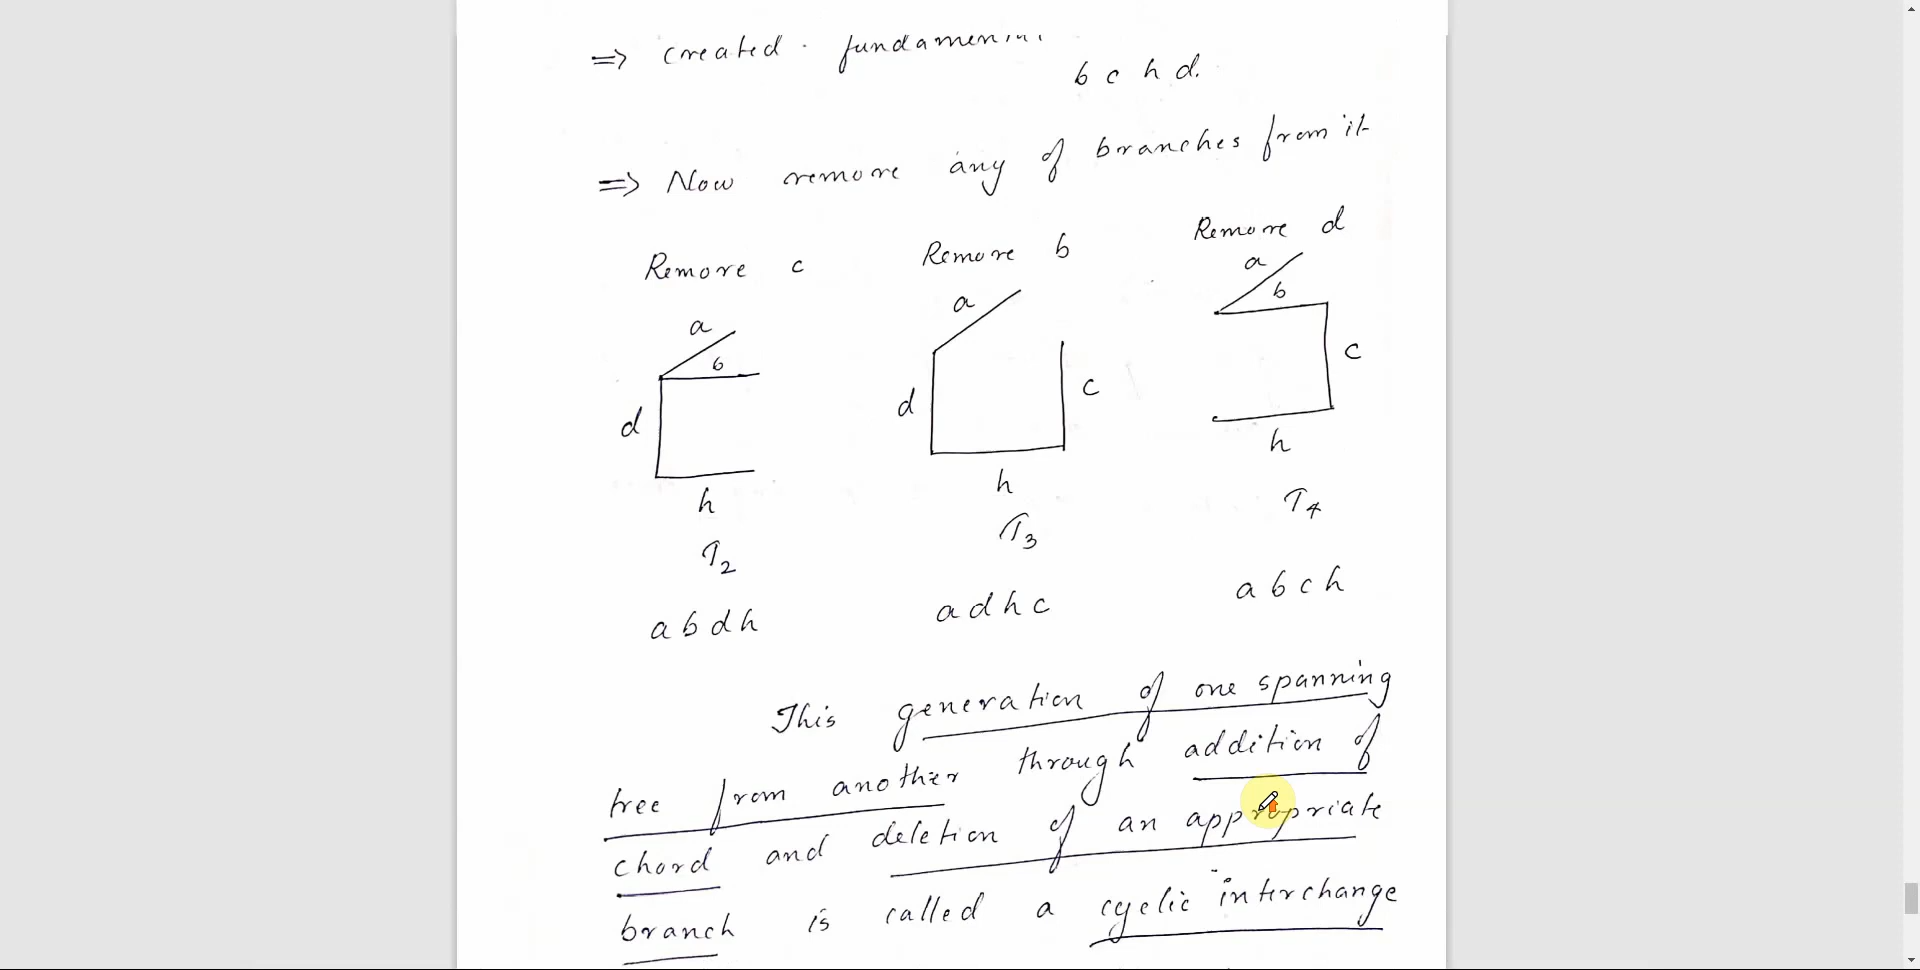 => created. fundamental
b c h d.
=> Now remove any of branches from it
Remove c
Remove b
Remove d
a
b
d
h
T2
a b d h
a
d
c
h
T3
a d h c
a
b
c
h
T4
a b c h
This generation of one spanning
tree from another through addition of
chord and deletion of an appropriate
branch is called a cyclic interchange